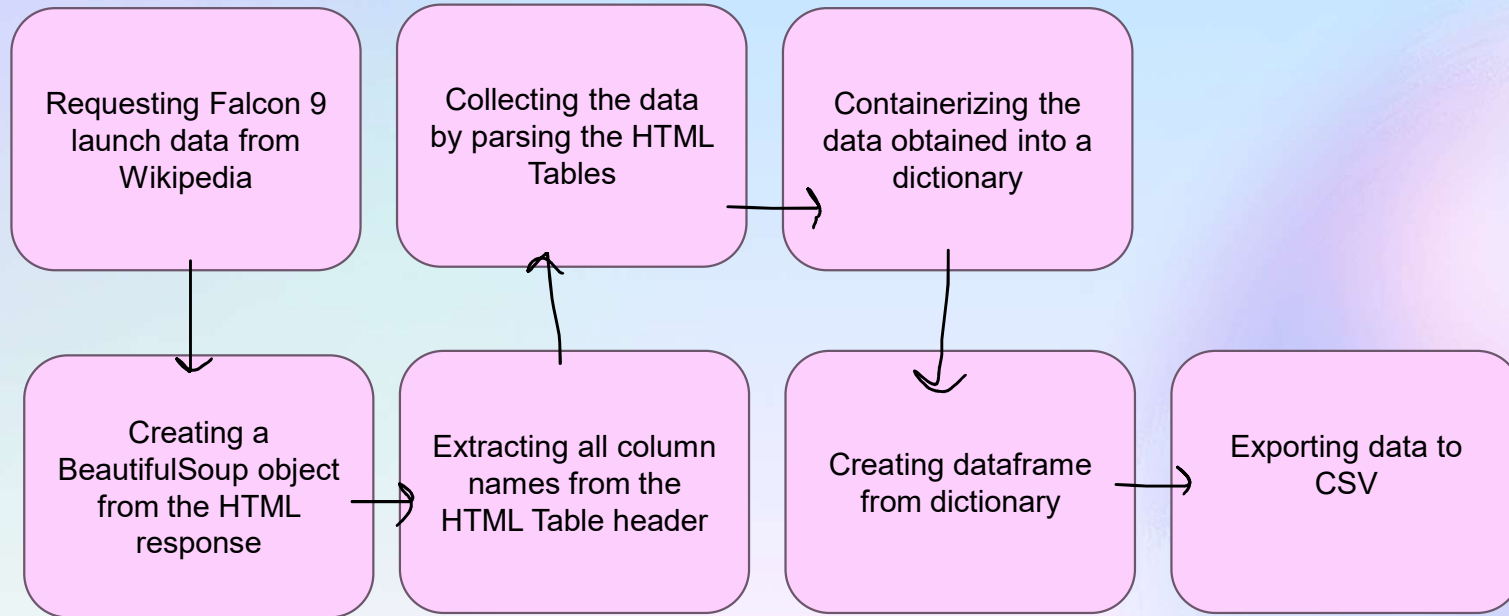 Requesting Falcon 9
launch data from
Wikipedia
Creating a
BeautifulSoup object
from the HTML
response
Extracting all column
names from the
HTML Table header
Collecting the data
by parsing the HTML
Tables
Containerizing the
data obtained into a
dictionary
Creating dataframe
from dictionary
Exporting data to
CSV